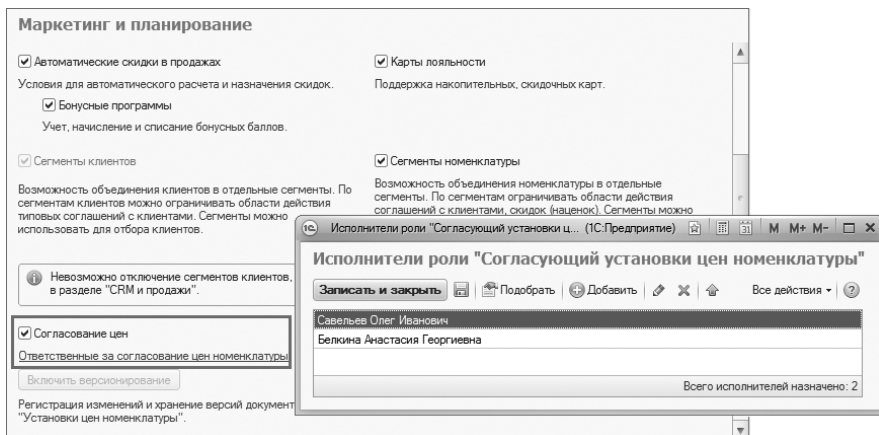 Маркетинг и планирование
Автоматические скидки в продажах
Условия для автоматического расчета и назначения скидок.
Бонусные программы
Учет, начисление и списание бонусных баллов.
Карты лояльности
Поддержка накопительных, скидочных карт.
Сегменты клиентов
Возможность объединения клиентов в отдельные сегменты. По
сегментам клиентов можно ограничивать области действия
типовых соглашений с клиентами. Сегменты можно
использовать для отбора клиентов.
Сегменты номенклатуры
Возможность объединения номенклатуры в отдельные
сегменты. По сегментам ограничивать области действия
соглашений с клиентами, скидок (наценок). Сегменты можно
Невозможно отключение сегментов клиентов,
в разделе "CRM и продажи".
Согласование цен
Ответственные за согласование цен номенклатуры
Включить версионирование
Регистрация изменений и хранение версий документ
"Установки цен номенклатуры".
1С Исполнители роли "Согласующий установки ц... (1С:Предприятие) 31 M M+ M-
Исполнители роли "Согласующий установки цен номенклатуры"
Записать и закрыть Подобрать Добавить Все действия ?
Савельев Олег Иванович
Белкина Анастасия Георгиевна
Всего исполнителей назначено: 2